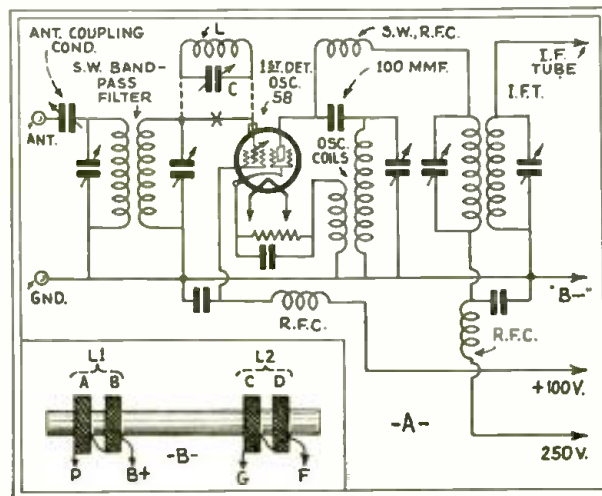 ANT. COUPLING
COND.
S.W. BAND-
PASS
FILTER
L
C
1ST. DET.
OSC.
58
S.W., R.F.C.
100 MMF.
I.F.
TUBE
I.F.T.
ANT.
OSC.
COILS
GND.
"B—"
R.F.C.
R.F.C.
+100 V.
250 V.
-A-
L1
A B
L2
C D
-B-
P
B+
G
F